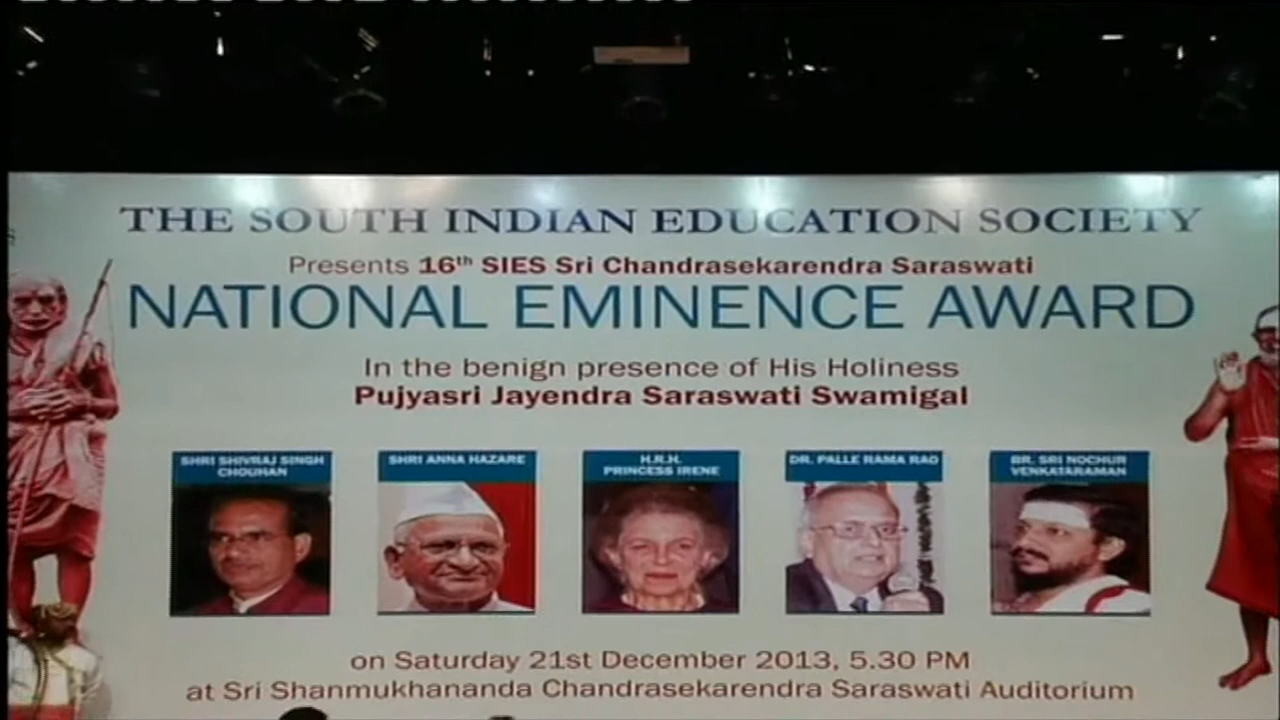 THE SOUTH INDIAN EDUCATION SOCIETY
Presents 16th SIES Sri Chandrasekarendra Saraswati
NATIONAL EMINENCE AWARD
In the benign presence of His Holiness
Pujyasri Jayendra Saraswati Swamigal
SHRI SHIVRAJ SINGH
CHOUHAN
SHRI ANNA HAZARE
H.R.H.
PRINCESS IRENE
DR. PALLE RAMA RAO
BR. SRI NOCHUR
VENKATARAMAN
on Saturday 21st December 2013, 5.30 PM
at Sri Shanmukhananda Chandrasekarendra Saraswati Auditorium